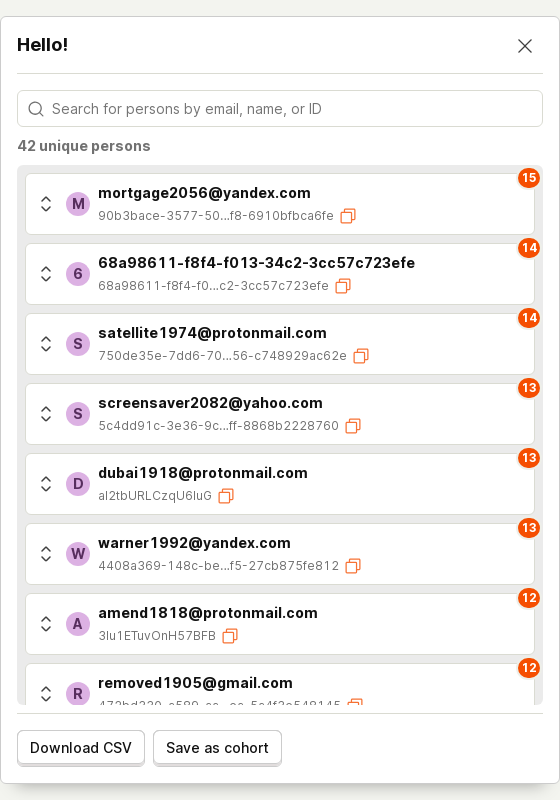 Hello!
Search for persons by email, name, or ID
42 unique persons
15
M
mortgage2056@yandex.com
90b3bace-3577-50...f8-6910bfbca6fe
14
6
68a98611-f8f4-f013-34c2-3cc57c723efe
68a98611-f8f4-f0...c2-3cc57c723efe
14
S
satellite1974@protonmail.com
750de35e-7dd6-70...56-c748929ac62e
13
S
screensaver2082@yahoo.com
5c4dd91c-3e36-9c...ff-8868b2228760
13
D
dubai1918@protonmail.com
al2tbURLCzqU6luG
13
W
warner1992@yandex.com
4408a369-148c-be...f5-27cb875fe812
12
A
amend1818@protonmail.com
3lu1ETuvOnH57BFB
12
R
removed1905@gmail.com
Download CSV
Save as cohort